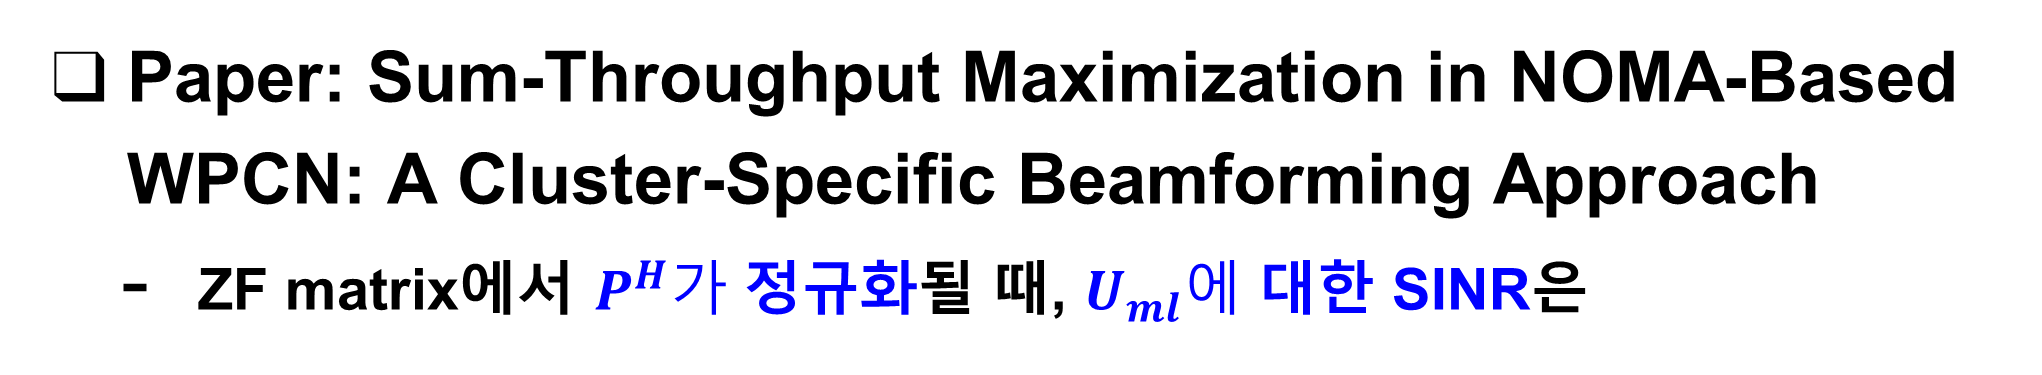 ❑ Paper: Sum-Throughput Maximization in NOMA-Based
WPCN: A Cluster-Specific Beamforming Approach
- ZF matrix에서 𝑷ᴴ가 정규화될 때, 𝑼ₘₗ에 대한 SINR은